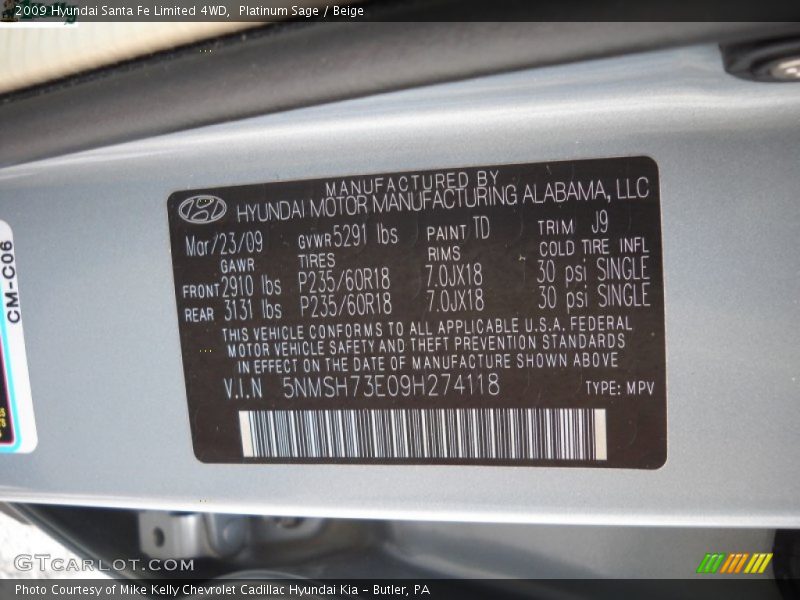 2009 Hyundai Santa Fe Limited 4WD, Platinum Sage / Beige
CM-C06
MANUFACTURED BY
HYUNDAI MOTOR MANUFACTURING ALABAMA, LLC
Mar/23/09 GVWR 5291 lbs PAINT TD TRIM J9
GAWR TIRES RIMS COLD TIRE INFL
FRONT 2910 lbs P235/60R18 7.0JX18 30 psi SINGLE
REAR 3131 lbs P235/60R18 7.0JX18 30 psi SINGLE
THIS VEHICLE CONFORMS TO ALL APPLICABLE U.S.A. FEDERAL
MOTOR VEHICLE SAFETY AND THEFT PREVENTION STANDARDS
IN EFFECT ON THE DATE OF MANUFACTURE SHOWN ABOVE
V.I.N 5NMSH73E09H274118 TYPE: MPV
GTCARLOT.COM
Photo Courtesy of Mike Kelly Chevrolet Cadillac Hyundai Kia - Butler, PA